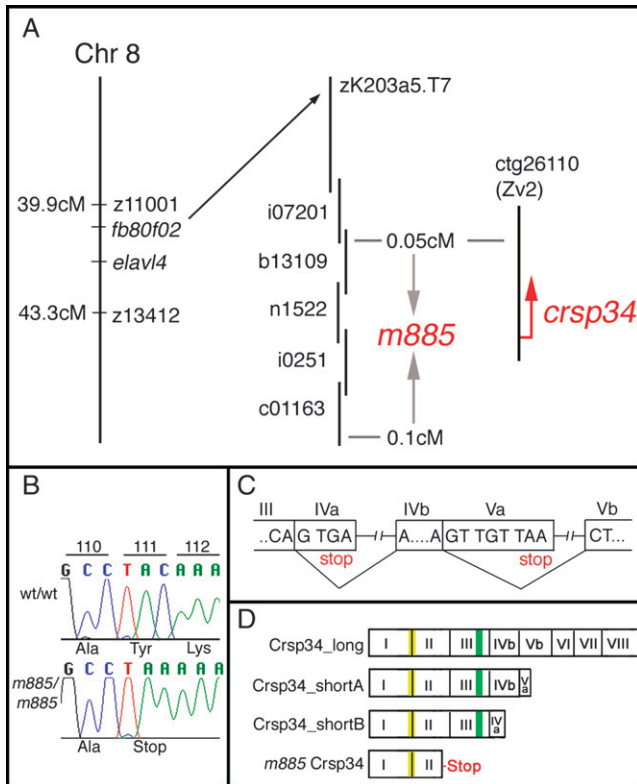 A
Chr 8
zK203a5.T7
ctg26110
(Zv2)
39.9cM z11001
fb80f02
elavl4
43.3cM z13412
i07201
b13109
n1522
i0251
c01163
0.05cM
m885
0.1cM
crsp34
B
110 111 112
G C C T A C A A A
wt/wt
Ala Tyr Lys
G C C T A A A A A
m885/
m885
Ala Stop
C
III IVa IVb Va Vb
..CA G TGA A....A GT TGT TAA CT...
stop stop
D
Crsp34_long I II III IVb Vb VI VII VIII
Crsp34_shortA I II III IVb V a
Crsp34_shortB I II III IV a
m885 Crsp34 I II -Stop